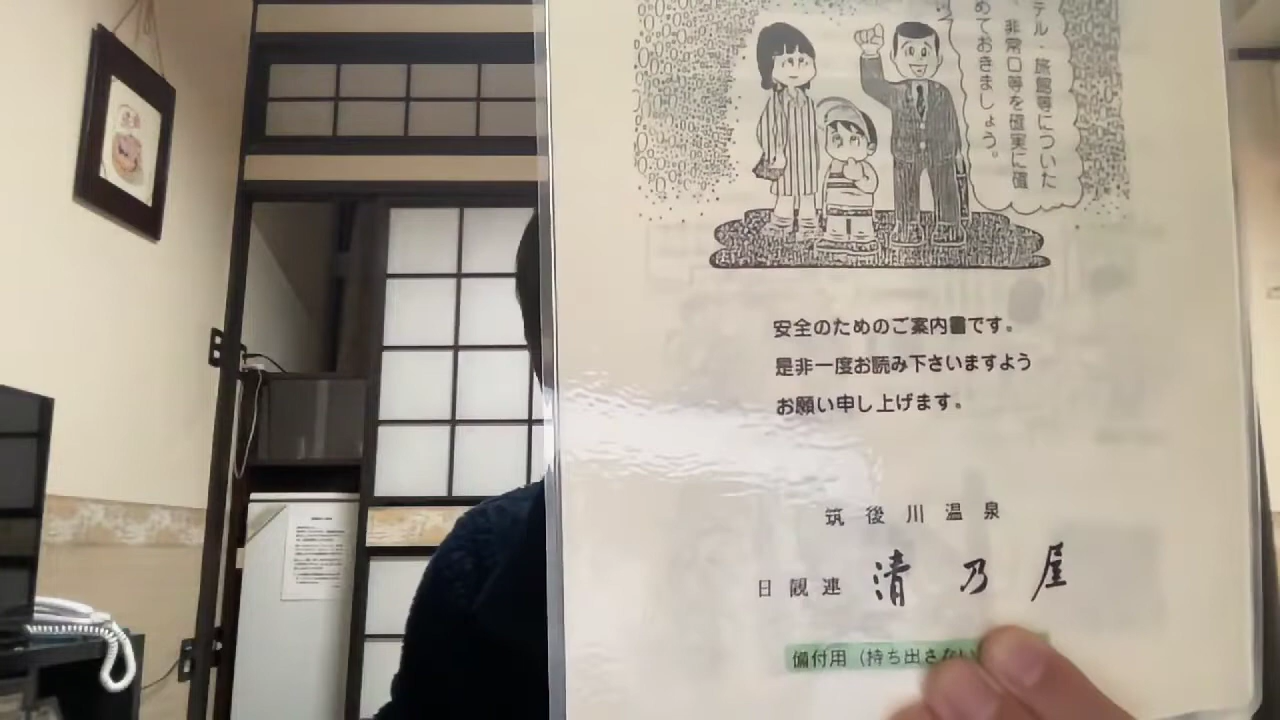 テル・旅館等についた
非常口等を確実に確
めておきましょう。
安全のためのご案内書です。
是非一度お読み下さいますよう
お願い申し上げます。
筑後川温泉
日観連 清乃屋
備付用（持ち出さない